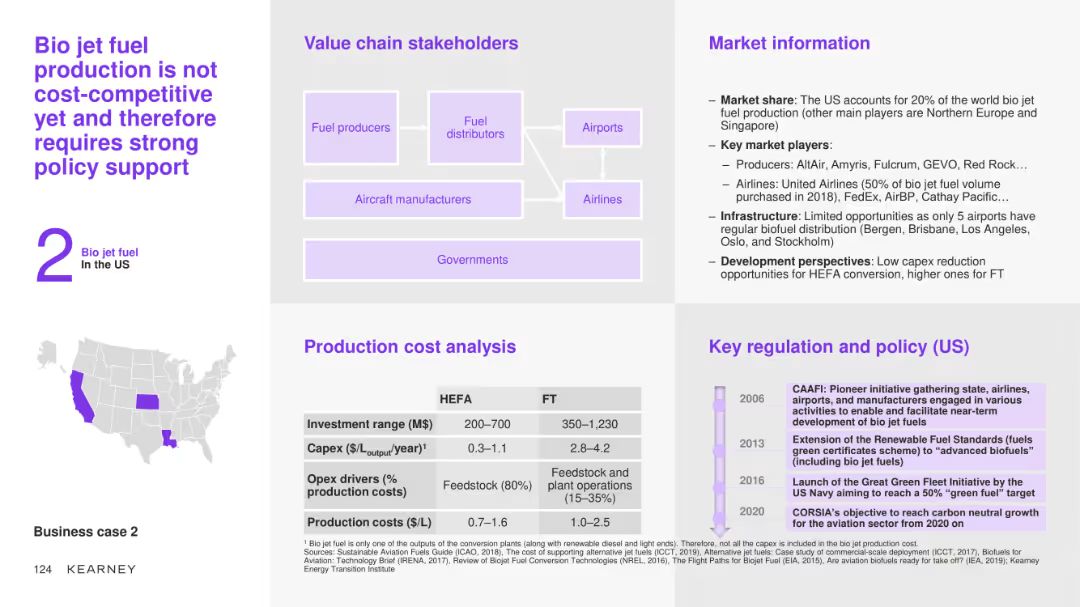 Bio jet fuel
production is not
cost-competitive
yet and therefore
requires strong
policy support
2
Bio jet fuel
In the US
Business case 2
124 KEARNEY
Value chain stakeholders
Fuel producers
Fuel
distributors
Airports
Aircraft manufacturers
Airlines
Governments
Market information
– Market share: The US accounts for 20% of the world bio jet
fuel production (other main players are Northern Europe and
Singapore)
– Key market players:
– Producers: AltAir, Amyris, Fulcrum, GEVO, Red Rock…
– Airlines: United Airlines (50% of bio jet fuel volume
purchased in 2018), FedEx, AirBP, Cathay Pacific…
– Infrastructure: Limited opportunities as only 5 airports have
regular biofuel distribution (Bergen, Brisbane, Los Angeles,
Oslo, and Stockholm)
– Development perspectives: Low capex reduction
opportunities for HEFA conversion, higher ones for FT
Production cost analysis
HEFA FT
Investment range (M$) 200–700 350–1,230
Capex ($/Loutput/year)¹ 0.3–1.1 2.8–4.2
Opex drivers (%
production costs)
Feedstock (80%)
Feedstock and
plant operations
(15–35%)
Production costs ($/L) 0.7–1.6 1.0–2.5
Key regulation and policy (US)
2006
CAAFI: Pioneer initiative gathering state, airlines,
airports, and manufacturers engaged in various
activities to enable and facilitate near-term
development of bio jet fuels
2013
Extension of the Renewable Fuel Standards (fuels
green certificates scheme) to “advanced biofuels”
(including bio jet fuels)
2016
Launch of the Great Green Fleet Initiative by the
US Navy aiming to reach a 50% “green fuel” target
2020
CORSIA's objective to reach carbon neutral growth
for the aviation sector from 2020 on
¹ Bio jet fuel is only one of the outputs of the conversion plants (along with renewable diesel and light ends). Therefore, not all the capex is included in the bio jet production cost.
Sources: Sustainable Aviation Fuels Guide (ICAO, 2018), The cost of supporting alternative jet fuels (ICCT, 2019), Alternative jet fuels: Case study of commercial-scale deployment (ICCT, 2017), Biofuels for
Aviation: Technology Brief (IRENA, 2017), Review of Biojet Fuel Conversion Technologies (NREL, 2016), The Flight Paths for Biojet Fuel (EIA, 2015), Are aviation biofuels ready for take off? (IEA, 2019); Kearney
Energy Transition Institute